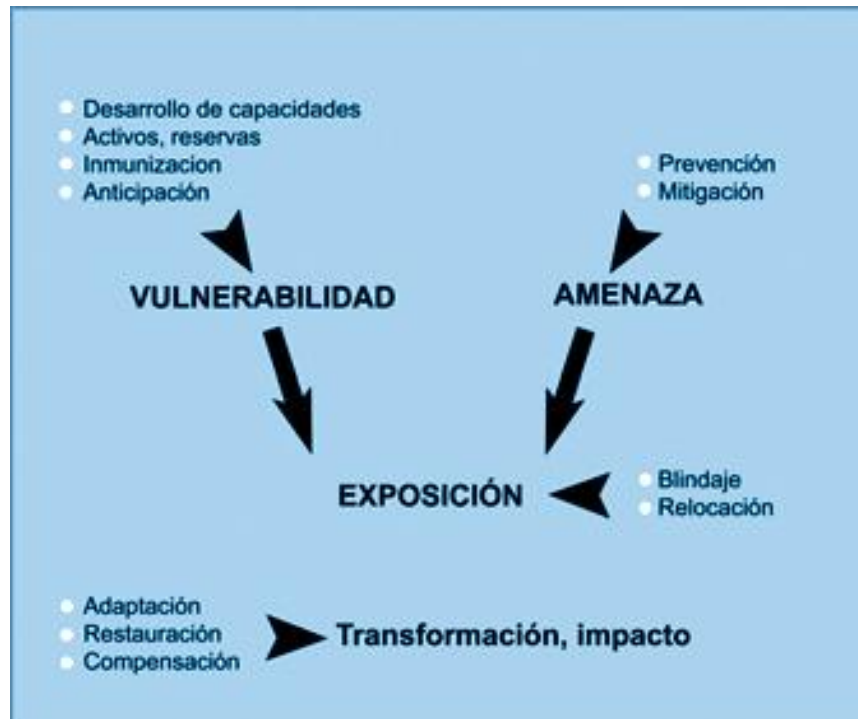 Desarrollo de capacidades
Activos, reservas
Inmunizacion
Anticipación
Prevención
Mitigación
VULNERABILIDAD
AMENAZA
EXPOSICIÓN
Blindaje
Relocación
Adaptación
Restauración
Compensación
Transformación, impacto